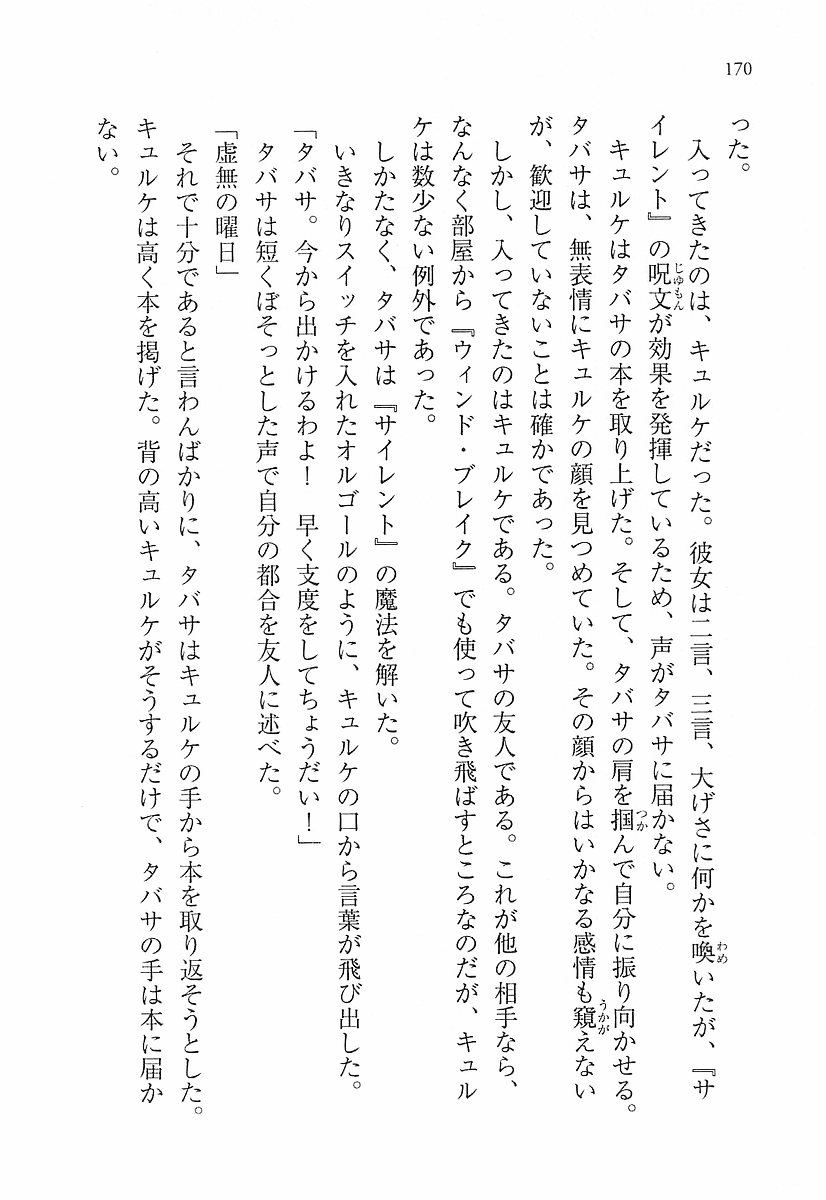 170
った。
入ってきたのは、キュルケだった。彼女は二言、三言、大げさに何かを喚いたが、『サ
イレント』の呪文が効果を発揮しているため、声がタバサに届かない。
キュルケはタバサの本を取り上げた。そして、タバサの肩を掴んで自分に振り向かせる。
タバサは、無表情にキュルケの顔を見つめていた。その顔からはいかなる感情も窺えない
が、歓迎していないことは確かであった。
しかし、入ってきたのはキュルケである。タバサの友人である。これが他の相手なら、
なんなく部屋から『ウィンド・ブレイク』でも使って吹き飛ばすところなのだが、キュル
ケは数少ない例外であった。
しかたなく、タバサは『サイレント』の魔法を解いた。
いきなりスイッチを入れたオルゴールのように、キュルケの口から言葉が飛び出した。
「タバサ。今から出かけるわよ！　早く支度をしてちょうだい！」
タバサは短くぼそっとした声で自分の都合を友人に述べた。
「虚無の曜日」
それで十分であると言わんばかりに、タバサはキュルケの手から本を取り返そうとした。
キュルケは高く本を掲げた。背の高いキュルケがそうするだけで、タバサの手は本に届か
ない。